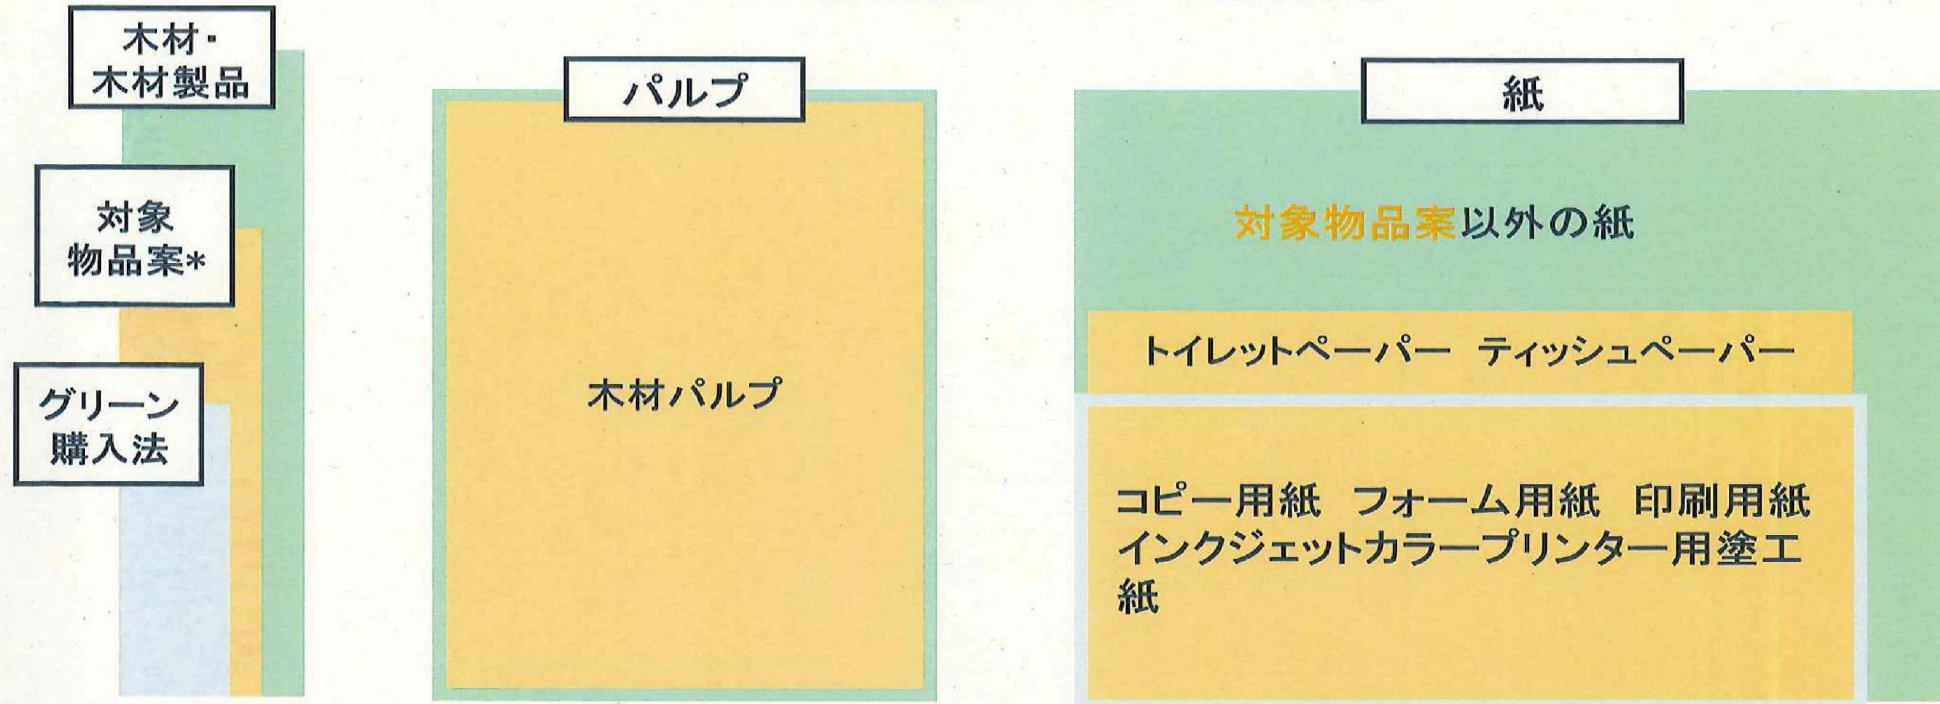 木材・
木材製品
対象
物品案*
グリーン
購入法
パルプ
木材パルプ
紙
対象物品案以外の紙
トイレットペーパー ティッシュペーパー
コピー用紙 フォーム用紙 印刷用紙
インクジェットカラープリンター用塗工
紙